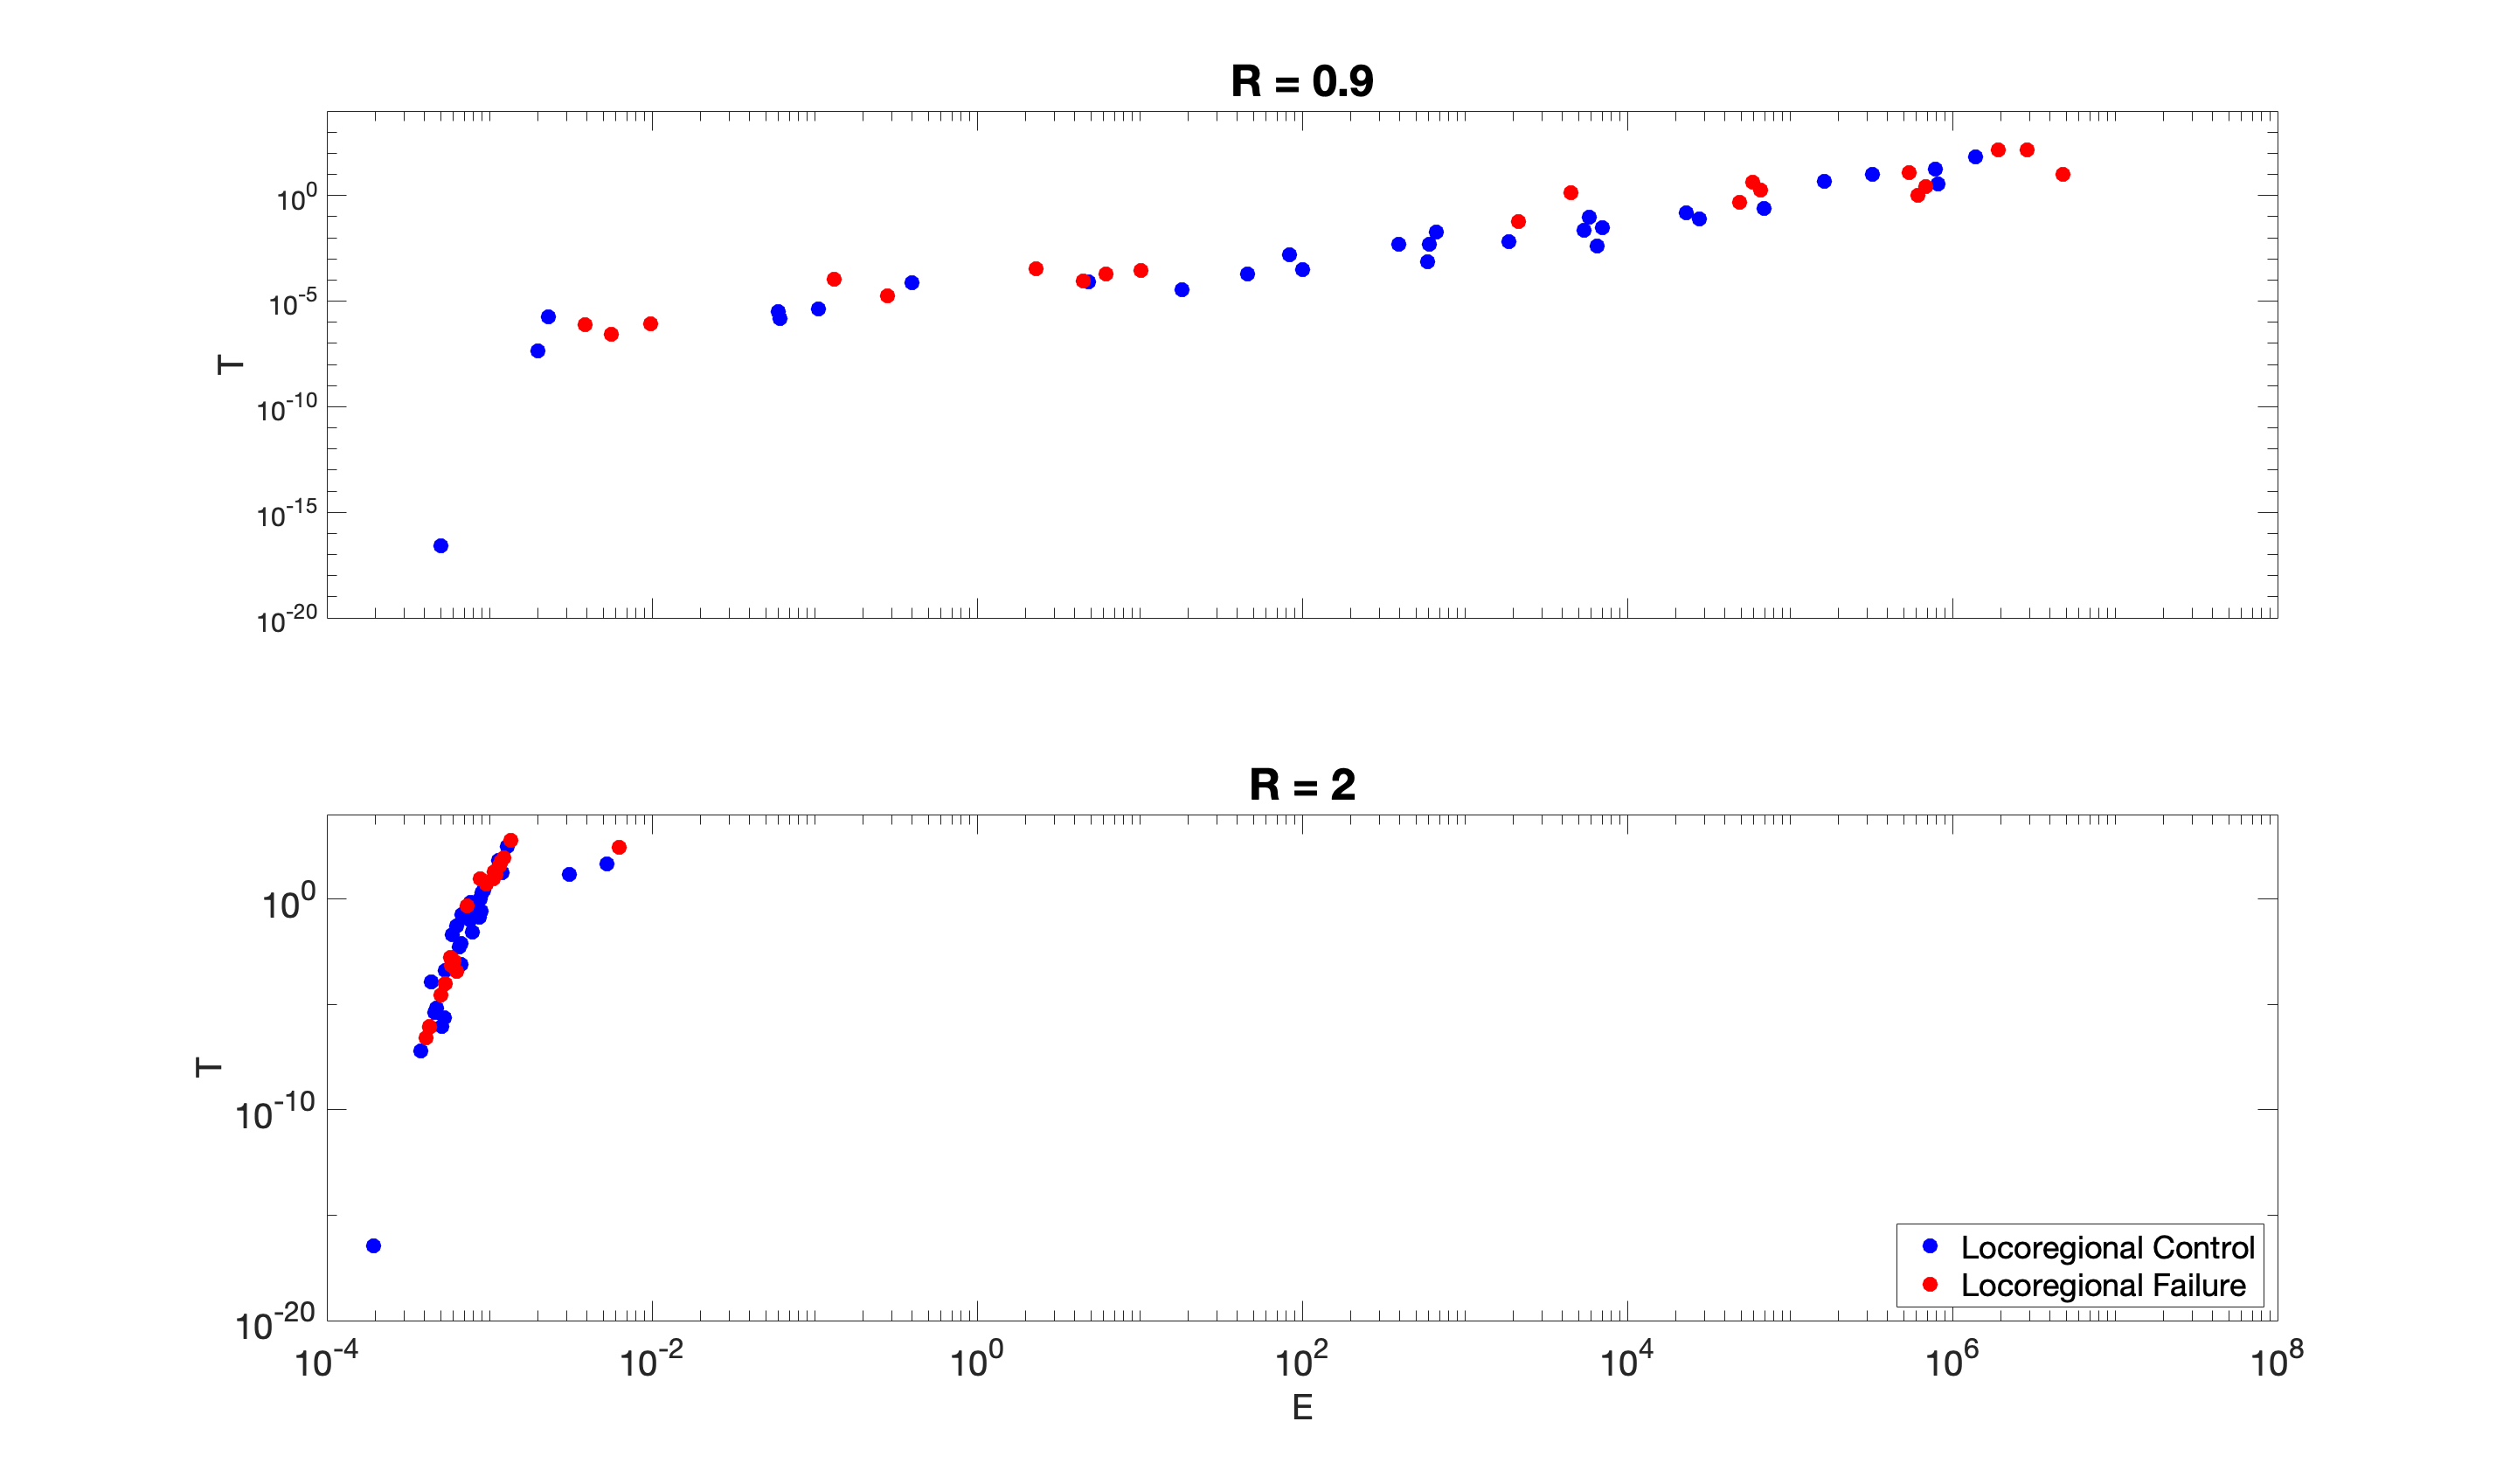 R = 0.9
T
10^0
10^-5
10^-10
10^-15
10^-20
R = 2
T
10^0
10^-10
10^-20
Locoregional Control
Locoregional Failure
10^-4 10^-2 10^0 10^2 10^4 10^6 10^8
E